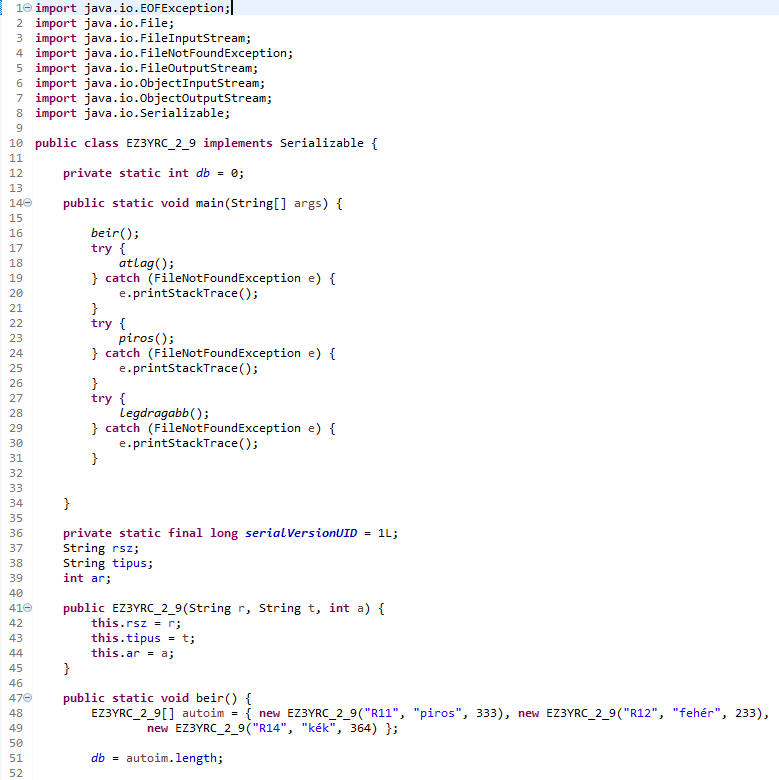 1 import java.io.EOFException;
2 import java.io.File;
3 import java.io.FileInputStream;
4 import java.io.FileNotFoundException;
5 import java.io.FileOutputStream;
6 import java.io.ObjectInputStream;
7 import java.io.ObjectOutputStream;
8 import java.io.Serializable;
9
10 public class EZ3YRC_2_9 implements Serializable {
11
12     private static int db = 0;
13
14     public static void main(String[] args) {
15
16         beir();
17         try {
18             atlag();
19         } catch (FileNotFoundException e) {
20             e.printStackTrace();
21         }
22         try {
23             piros();
24         } catch (FileNotFoundException e) {
25             e.printStackTrace();
26         }
27         try {
28             legdragabb();
29         } catch (FileNotFoundException e) {
30             e.printStackTrace();
31         }
32
33
34     }
35
36     private static final long serialVersionUID = 1L;
37     String rsz;
38     String tipus;
39     int ar;
40
41     public EZ3YRC_2_9(String r, String t, int a) {
42         this.rsz = r;
43         this.tipus = t;
44         this.ar = a;
45     }
46
47     public static void beir() {
48         EZ3YRC_2_9[] autoim = { new EZ3YRC_2_9("R11", "piros", 333), new EZ3YRC_2_9("R12", "fehér", 233),
49                 new EZ3YRC_2_9("R14", "kék", 364) };
50
51         db = autoim.length;
52